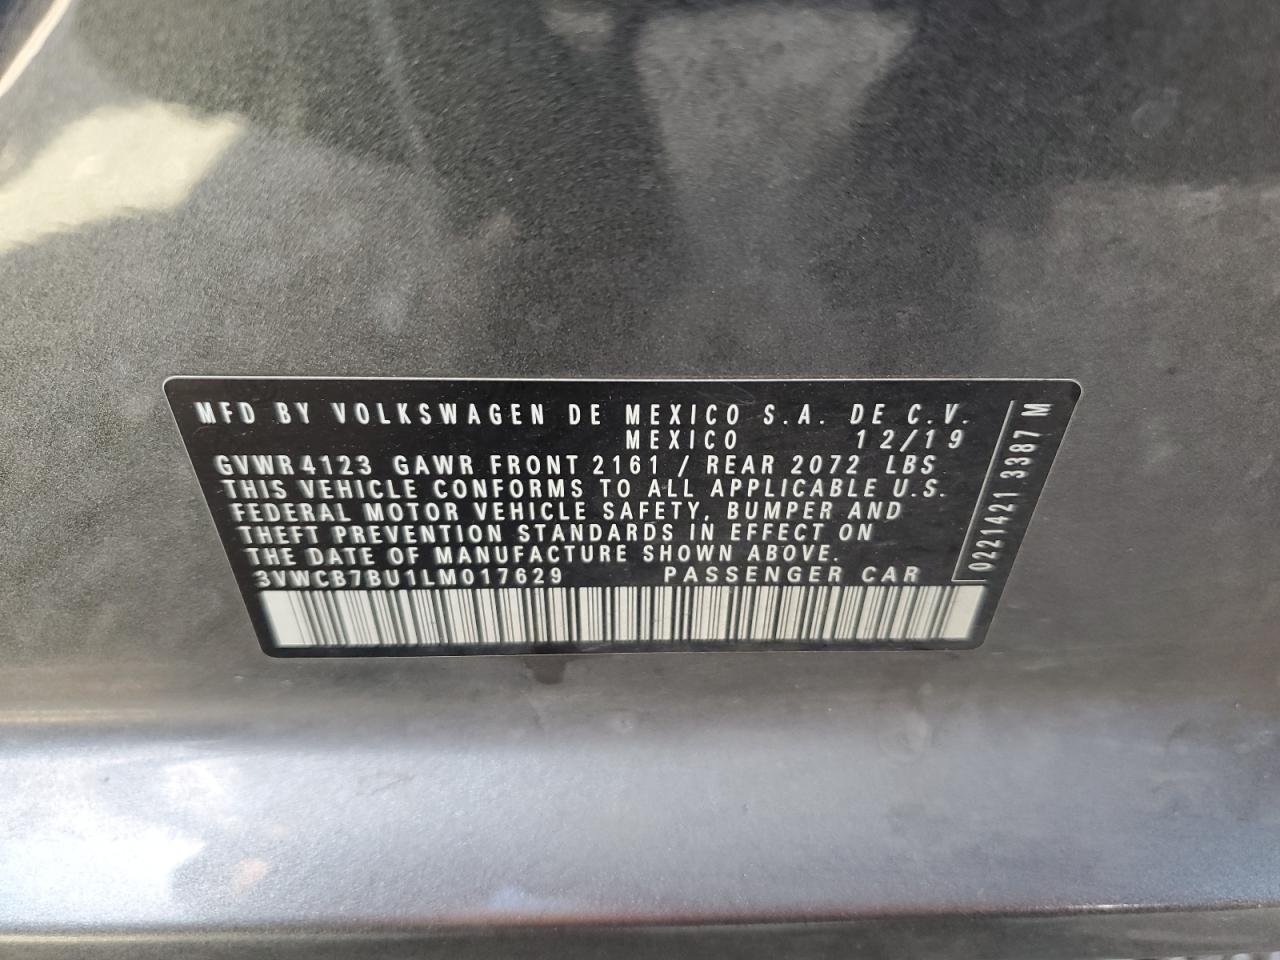 MFD BY VOLKSWAGEN DE MEXICO S.A. DE C.V.
MEXICO 12/19
GVWR 4123 GAWR FRONT 2161 / REAR 2072 LBS
THIS VEHICLE CONFORMS TO ALL APPLICABLE U.S.
FEDERAL MOTOR VEHICLE SAFETY, BUMPER AND
THEFT PREVENTION STANDARDS IN EFFECT ON
THE DATE OF MANUFACTURE SHOWN ABOVE.
3VWCB7BU1LM017629 PASSENGER CAR
0221421 3387 M